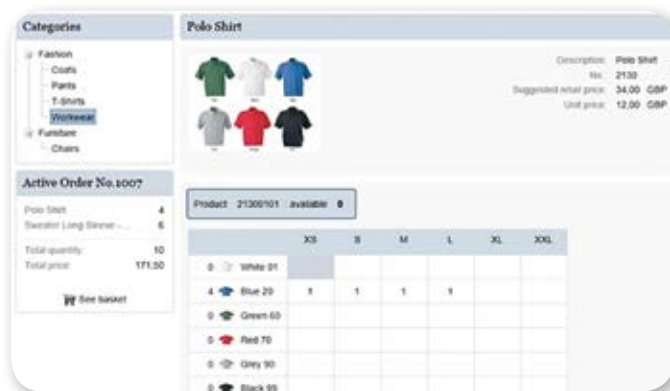 Categories
Fashion
Coats
Pants
T-Shirts
Workwear
Furniture
Chairs
Active Order No.1007
Polo Shirt 4
Sweater Long Sleeve - ... 6
Total quantity: 10
Total price: 171.50
See basket
Polo Shirt
Description: Polo Shirt
No.: 2130
Suggested retail price: 34,00 GBP
Unit price: 12,00 GBP
Product 21300101 available 0
XS S M L XL XXL
0 White 01
4 Blue 20 1 1 1 1
0 Green 60
0 Red 70
0 Grey 90
0 Black 95